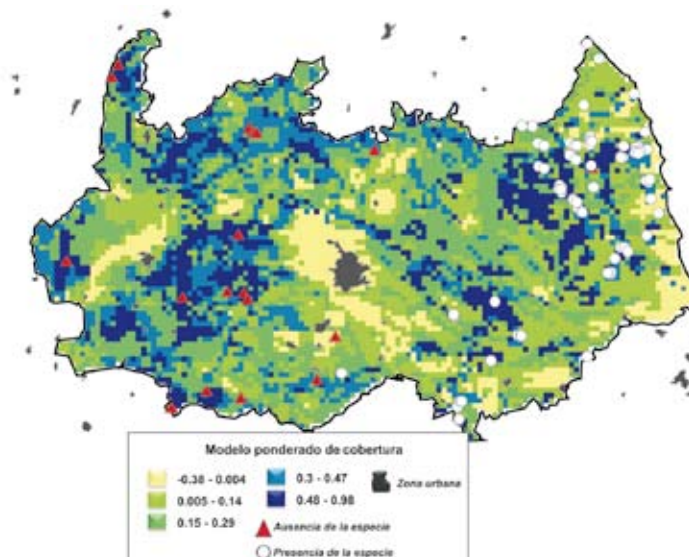 Modelo ponderado de cobertura
-0.38 - 0.004
0.3 - 0.47
Zona urbana
0.005 - 0.14
0.48 - 0.98
0.15 - 0.29
Ausencia de la especie
Presencia de la especie